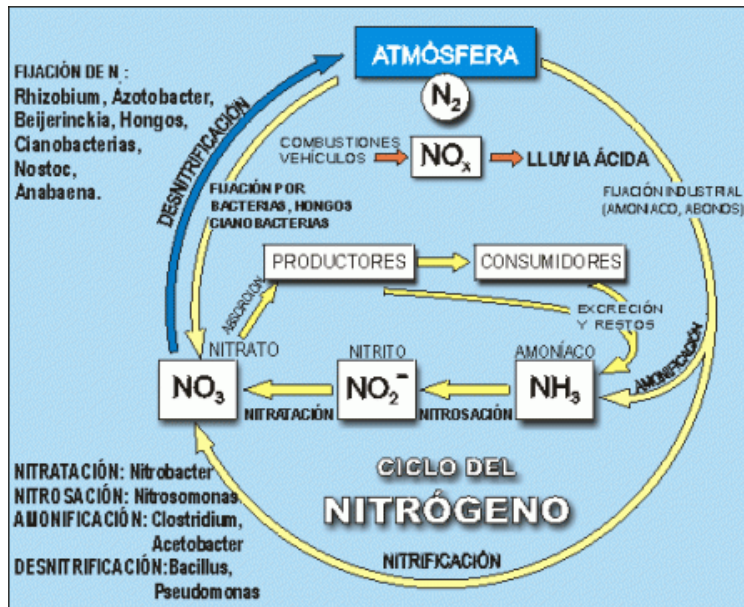 ATMÓSFERA
N₂
FIJACIÓN DE N :
Rhizobium, Azotobacter,
Beijerinckia, Hongos,
Cianobacterias,
Nostoc,
Anabaena.
DESNITRIFICACIÓN
COMBUSTIONES
VEHÍCULOS
NOₓ
LLUVIA ÁCIDA
FIJACIÓN POR
BACTERIAS, HONGOS
CIANOBACTERIAS
FIJACIÓN INDUSTRIAL
(AMONIACO, ABONOS)
PRODUCTORES
CONSUMIDORES
ABSORCIÓN
EXCRECIÓN
Y RESTOS
NITRATO
NITRITO
AMONÍACO
AMONIFICACIÓN
NO₃
NITRATACIÓN
NO₂⁻
NITROSACIÓN
NH₃
CICLO DEL
NITRÓGENO
NITRIFICACIÓN
NITRATACIÓN: Nitrobacter
NITROSACIÓN: Nitrosomonas
AMONIFICACIÓN: Clostridium,
Acetobacter
DESNITRIFICACIÓN:Bacillus,
Pseudomonas